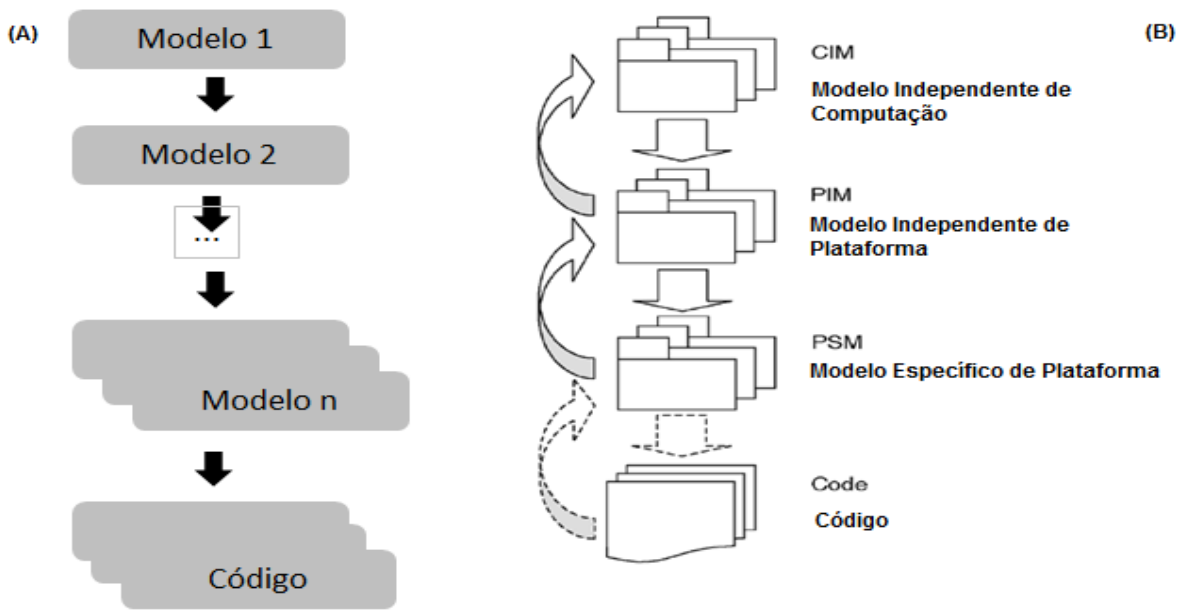 (A)
Modelo 1
Modelo 2
...
Modelo n
Código
(B)
CIM
Modelo Independente de
Computação
PIM
Modelo Independente de
Plataforma
PSM
Modelo Específico de Plataforma
Code
Código